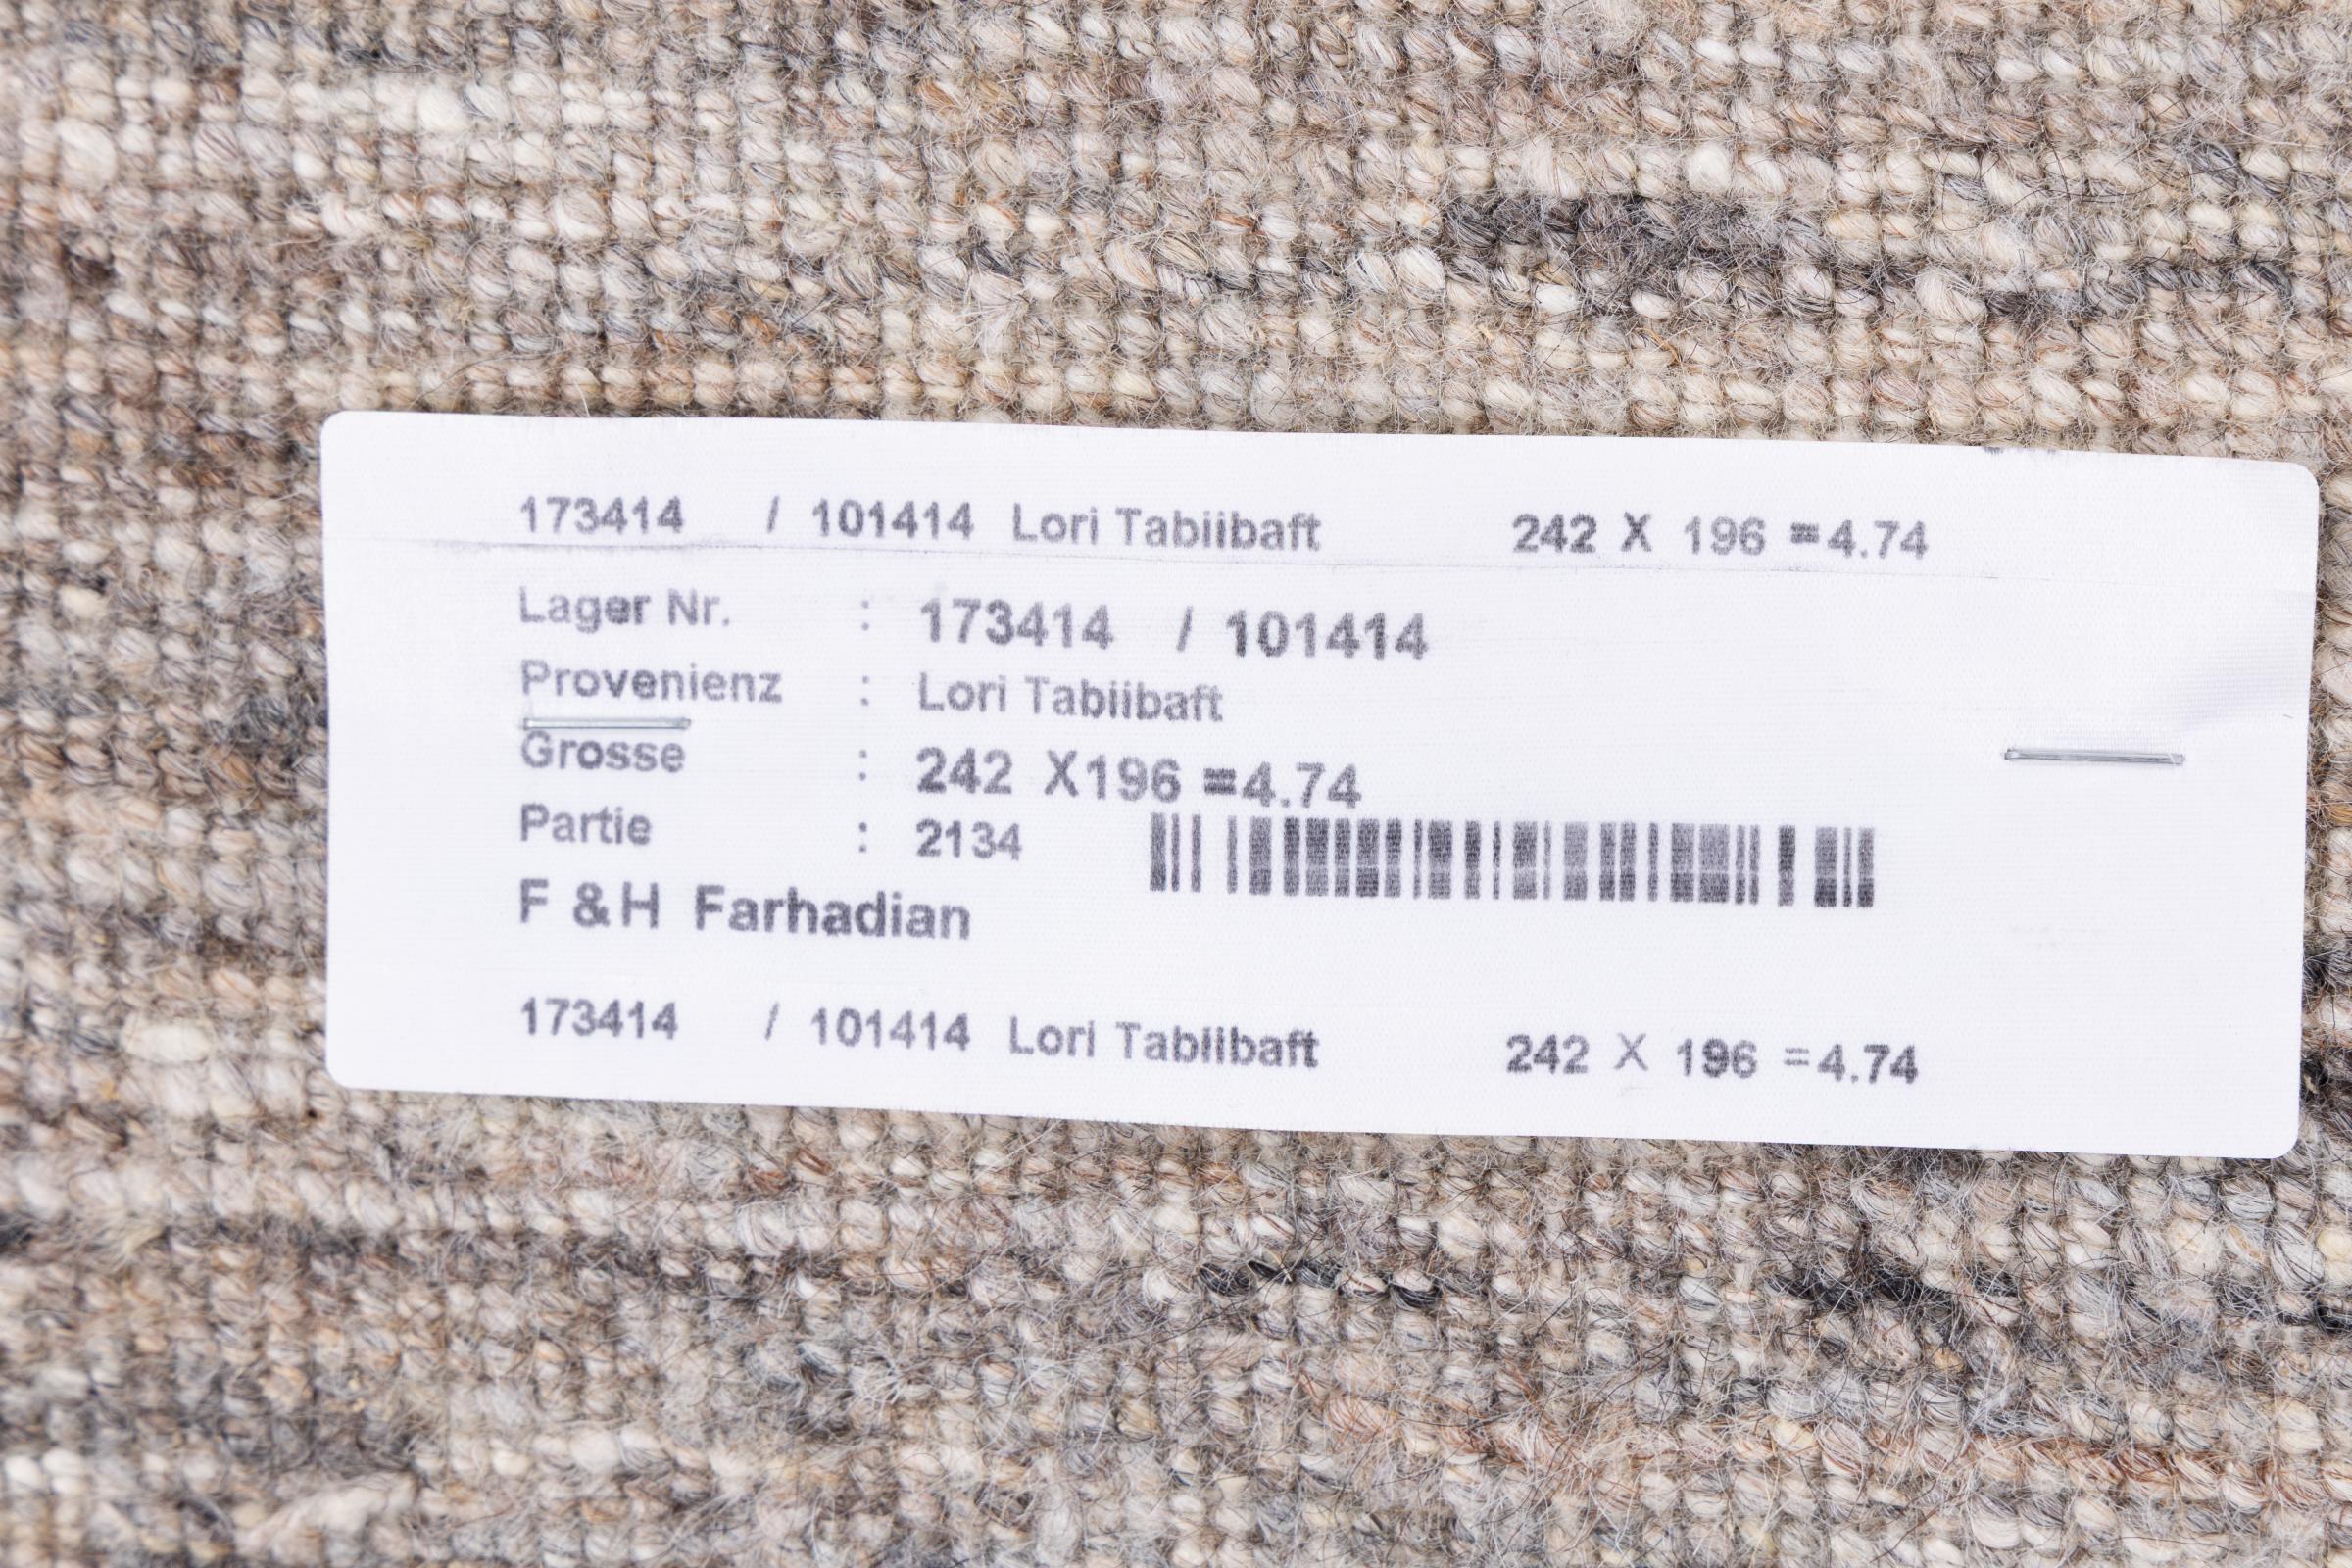 173414 / 101414 Lori Tabiibaft 242 X 196 =4.74
Lager Nr. : 173414 / 101414
Provenienz : Lori Tabiibaft
Grosse : 242 X196 =4.74
Partie : 2134
F & H Farhadian
173414 / 101414 Lori Tabiibaft 242 X 196 =4.74